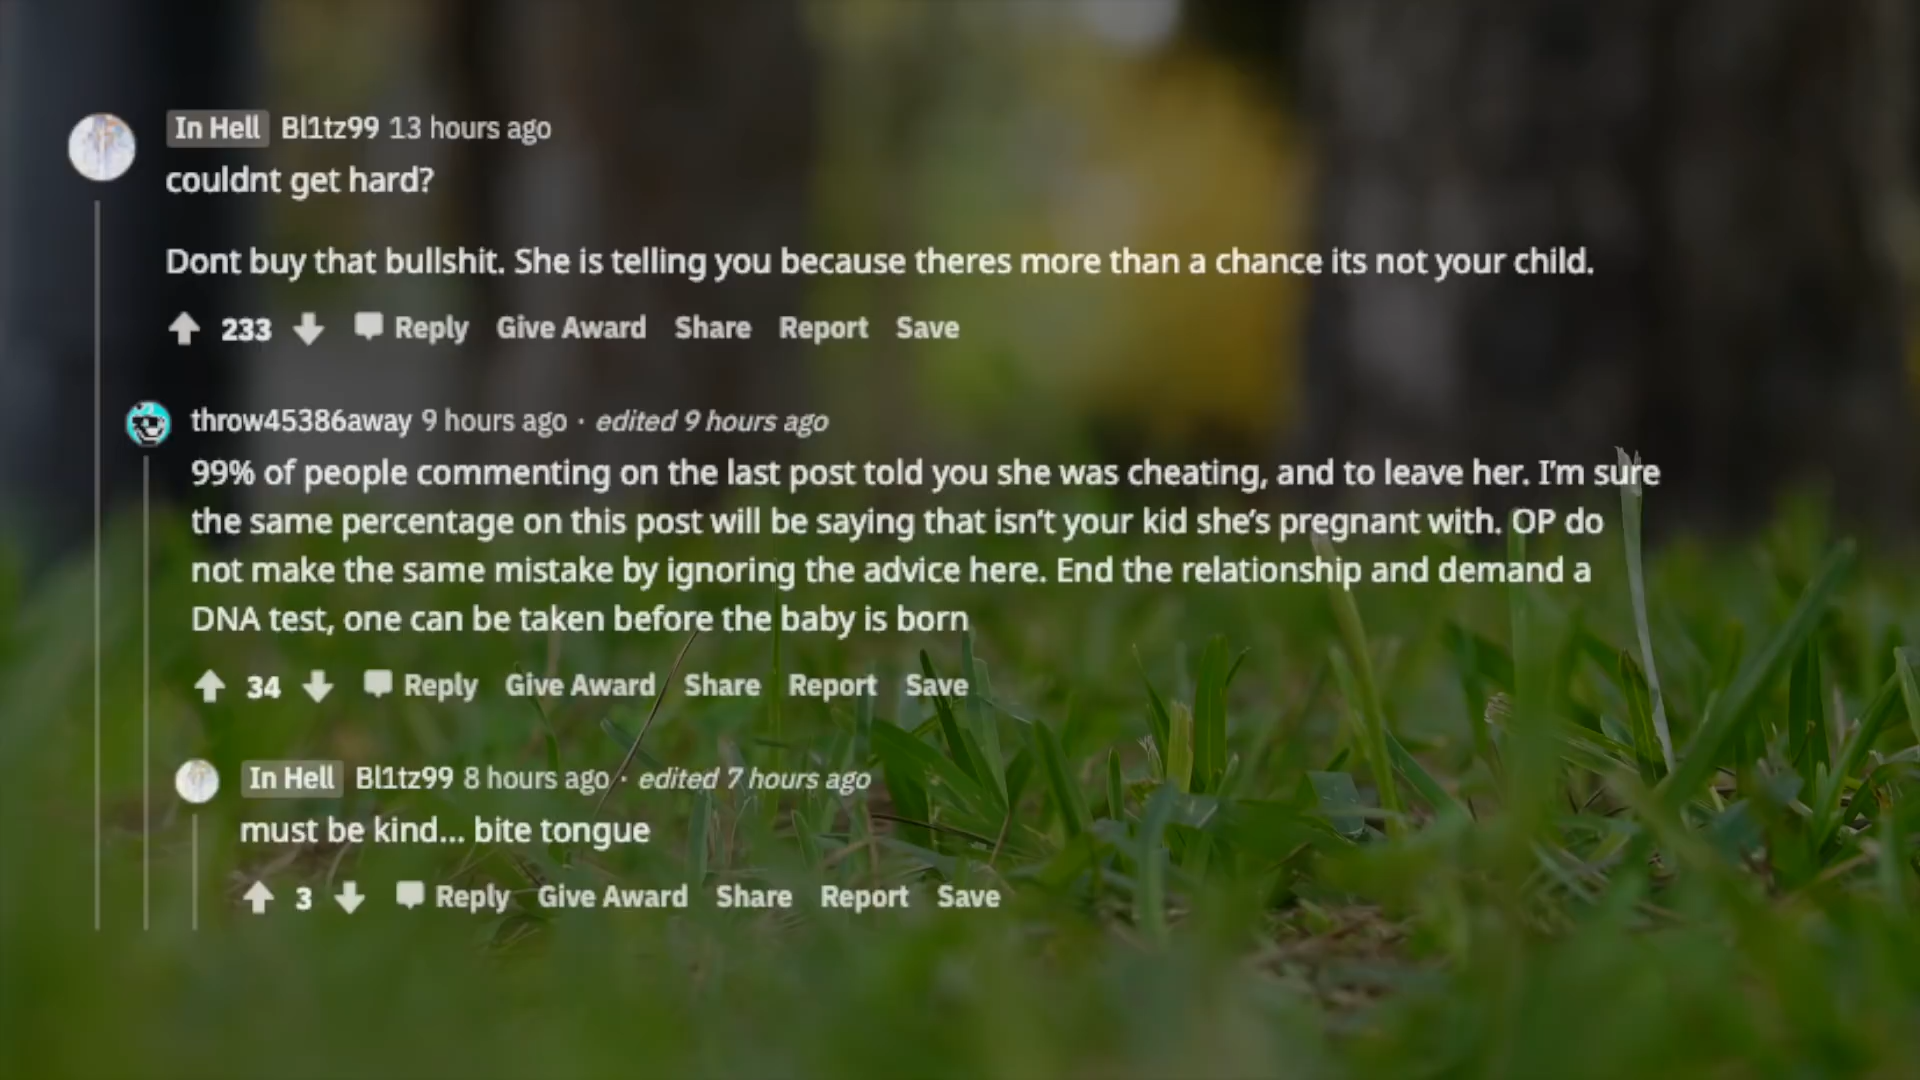 In Hell Bl1tz99 13 hours ago
couldnt get hard?
Dont buy that bullshit. She is telling you because theres more than a chance its not your child.
233 Reply Give Award Share Report Save
throw45386away 9 hours ago · edited 9 hours ago
99% of people commenting on the last post told you she was cheating, and to leave her. I'm sure
the same percentage on this post will be saying that isn't your kid she's pregnant with. OP do
not make the same mistake by ignoring the advice here. End the relationship and demand a
DNA test, one can be taken before the baby is born
34 Reply Give Award Share Report Save
In Hell Bl1tz99 8 hours ago · edited 7 hours ago
must be kind... bite tongue
3 Reply Give Award Share Report Save